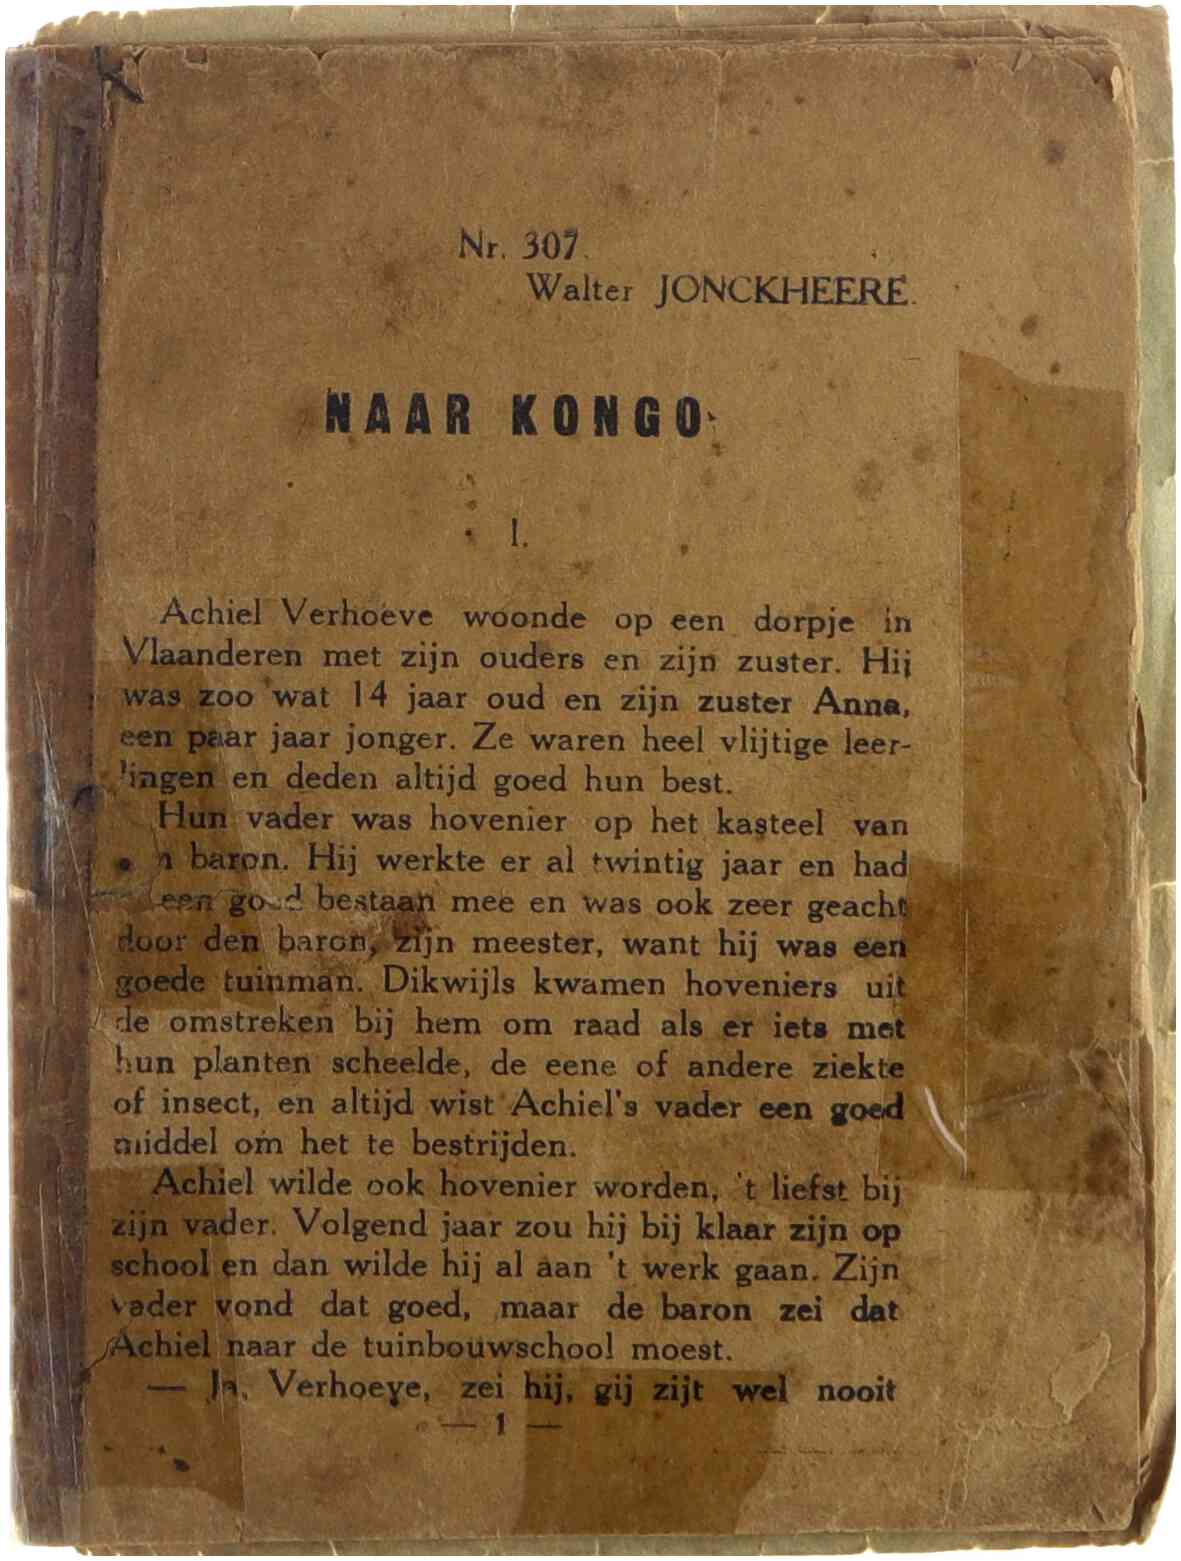 Nr. 307.
Walter JONCKHEERE.
NAAR KONGO
I.
Achiel Verhoeve woonde op een dorpje in
Vlaanderen met zijn ouders en zijn zuster. Hij
was zoo wat 14 jaar oud en zijn zuster Anna,
een paar jaar jonger. Ze waren heel vlijtige leer-
lingen en deden altijd goed hun best.
Hun vader was hovenier op het kasteel van
baron. Hij werkte er al twintig jaar en had
een goed bestaan mee en was ook zeer geacht
door den baron, zijn meester, want hij was een
goede tuinman. Dikwijls kwamen hoveniers uit
de omstreken bij hem om raad als er iets met
hun planten scheelde, de eene of andere ziekte
of insect, en altijd wist Achiel's vader een goed
middel om het te bestrijden.
Achiel wilde ook hovenier worden, 't liefst bij
zijn vader. Volgend jaar zou hij bij klaar zijn op
school en dan wilde hij al aan 't werk gaan. Zijn
vader vond dat goed, maar de baron zei dat
Achiel naar de tuinbouwschool moest.
— Ja, Verhoeve, zei hij, gij zijt wel nooit
— 1 —